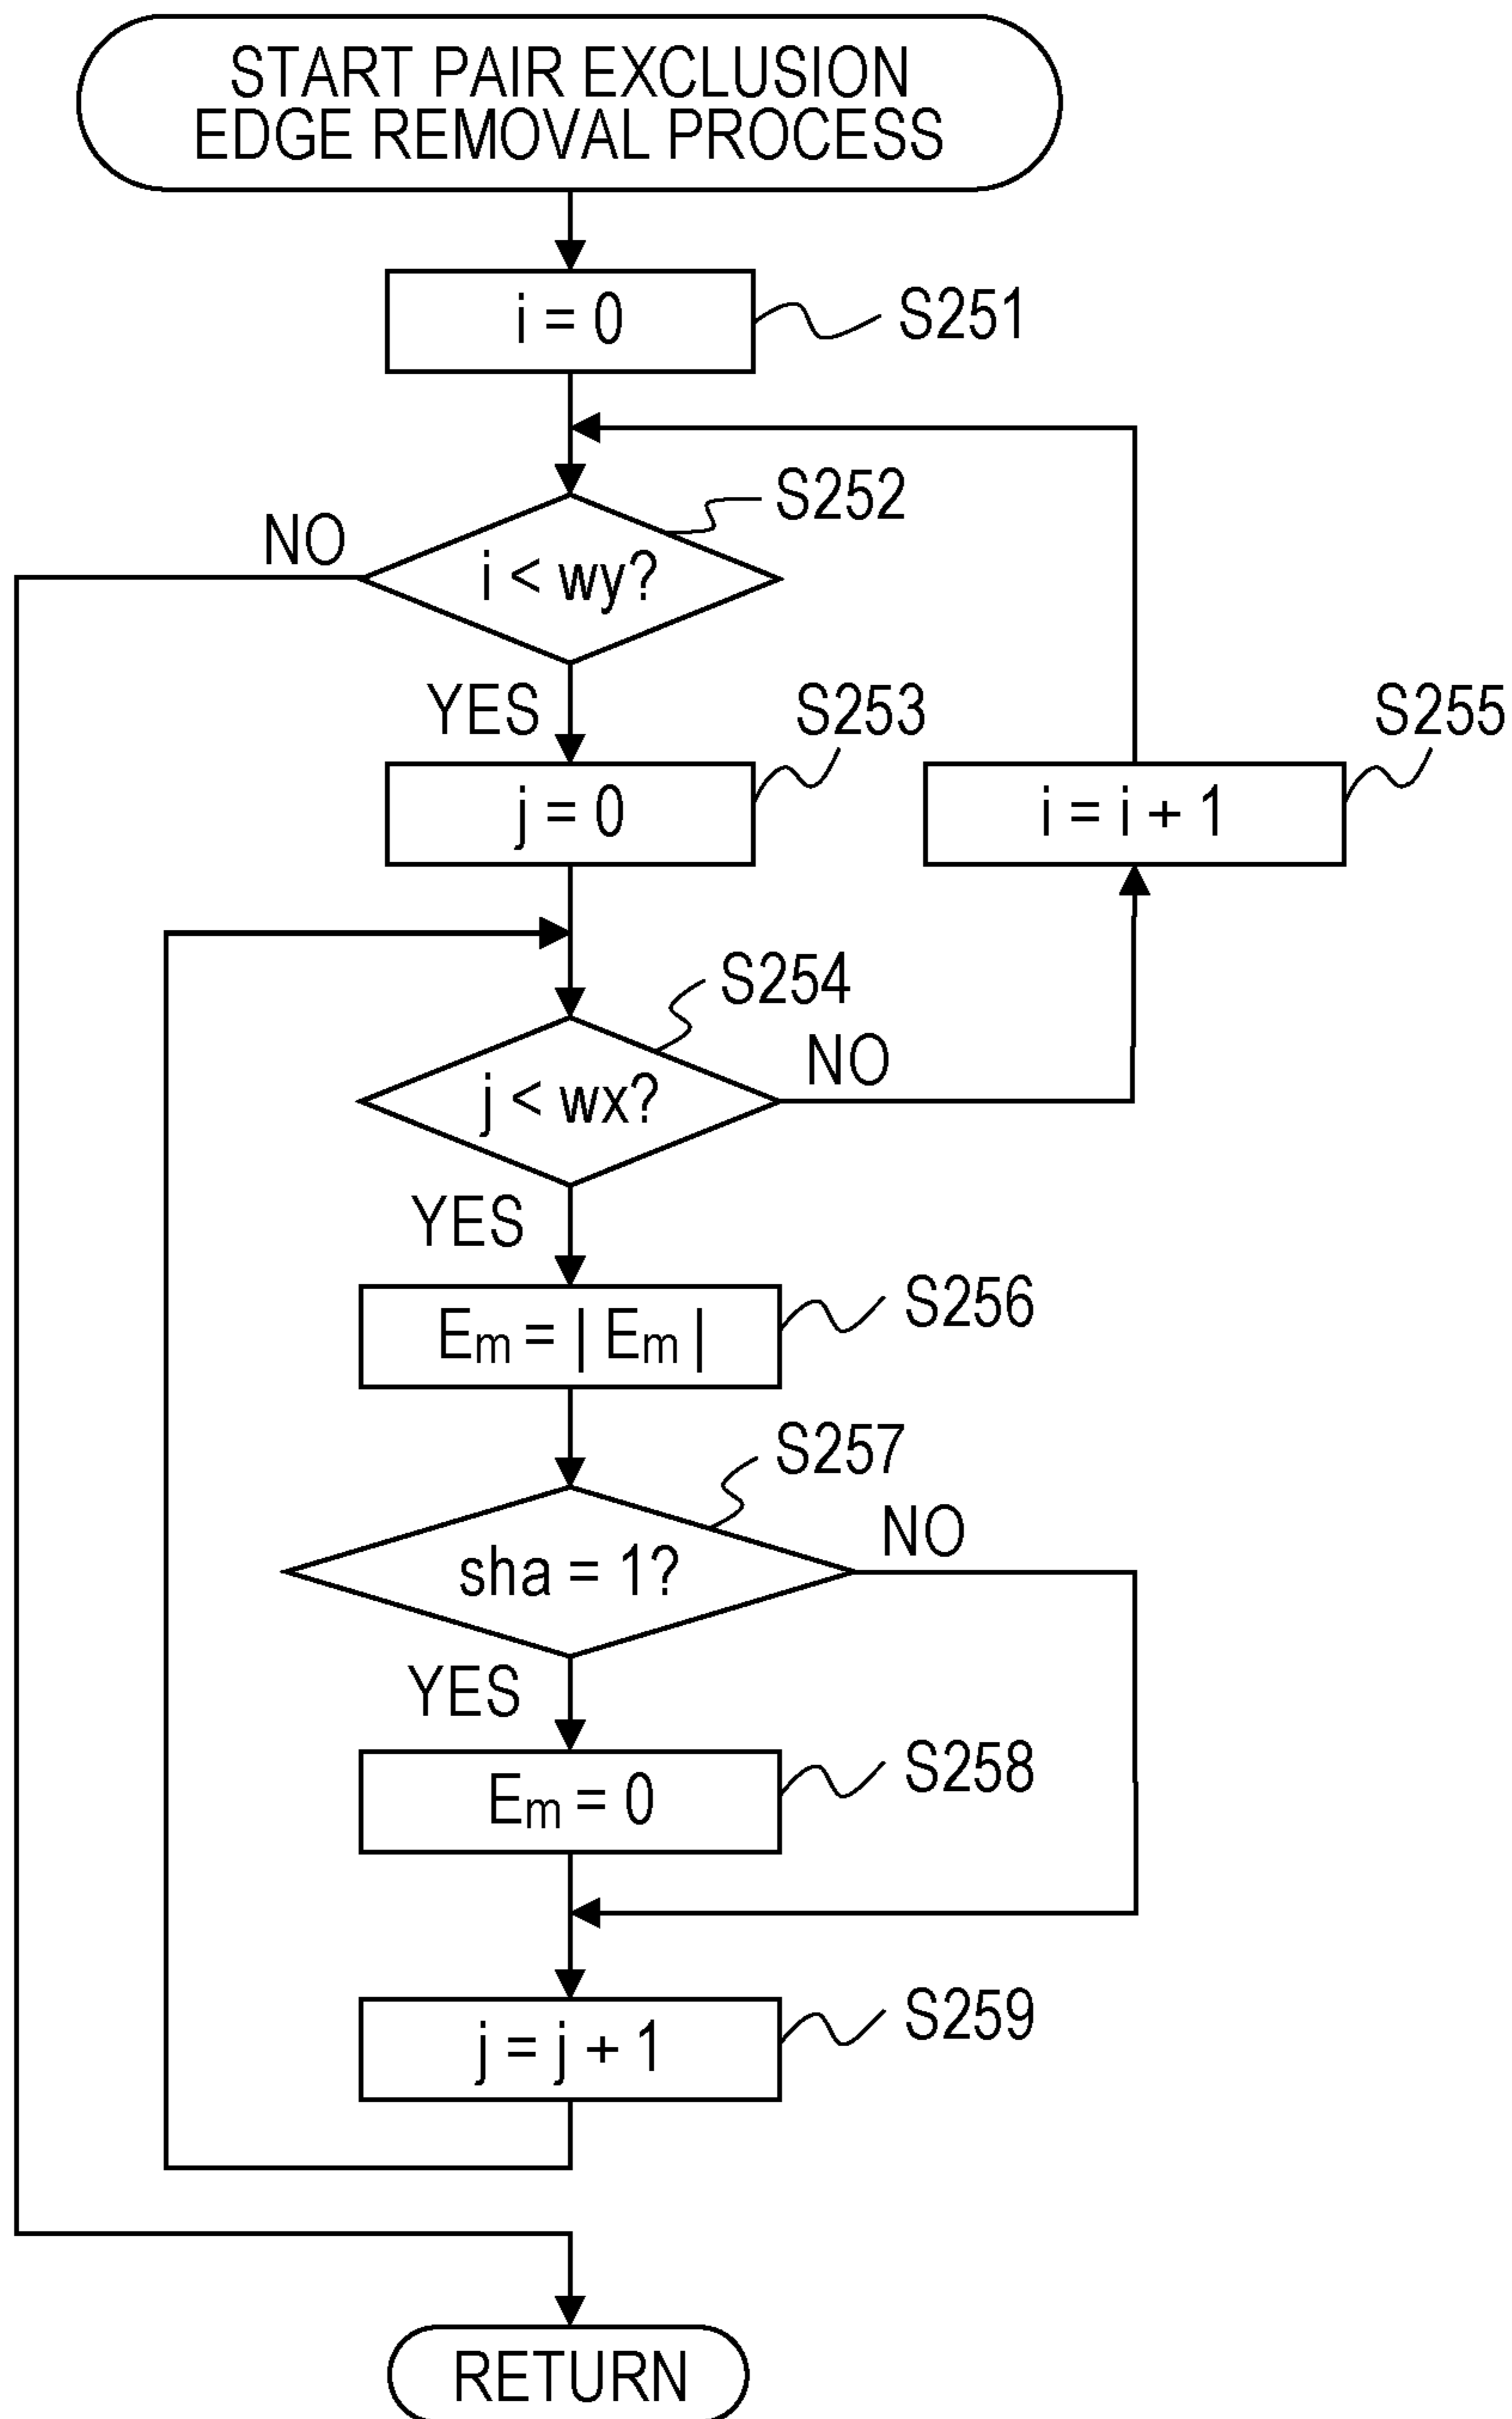 START PAIR EXCLUSION
EDGE REMOVAL PROCESS
i = 0
S251
S252
NO
i < wy?
YES
S253
S255
j = 0
i = i + 1
S254
NO
j < wx?
YES
S256
Em = | Em |
S257
NO
sha = 1?
YES
S258
Em = 0
S259
j = j + 1
RETURN